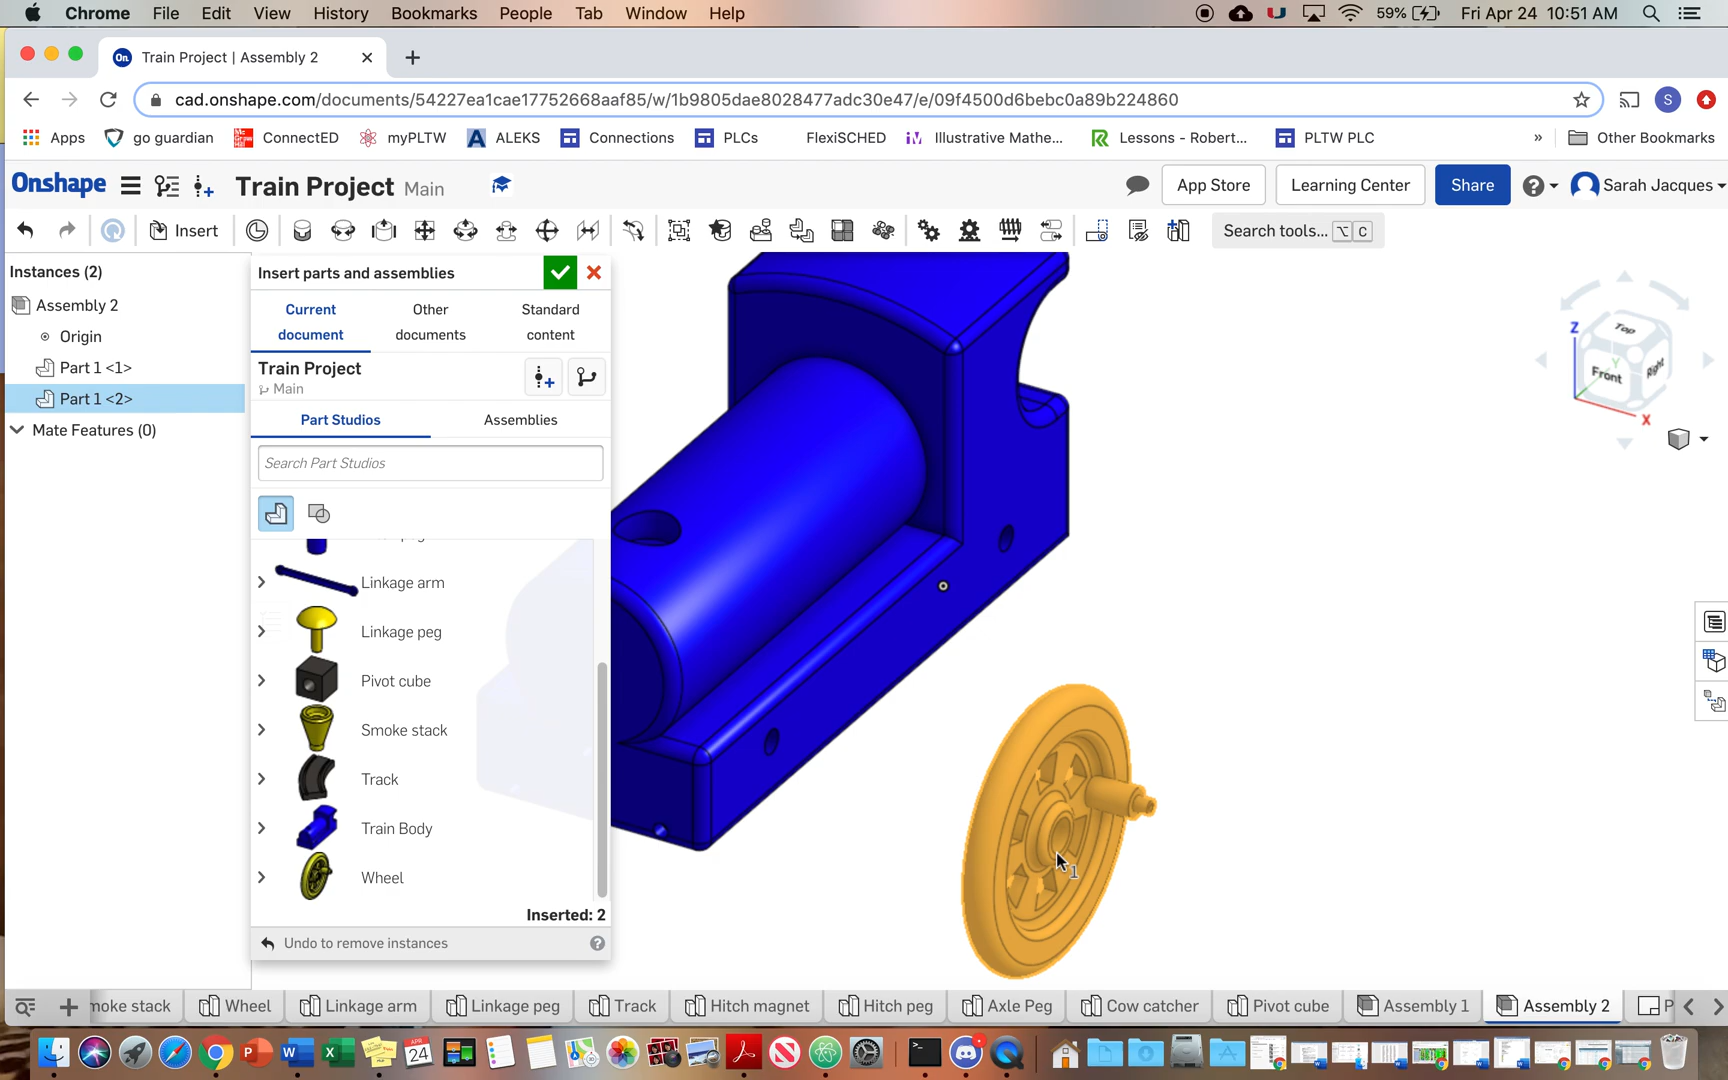 Chrome File Edit View History Bookmarks People Tab Window Help 59% Fri Apr 24 10:51 AM
On Train Project | Assembly 2
cad.onshape.com/documents/54227ea1cae17752668aaf85/w/1b9805dae8028477adc30e47/e/09f4500d6bebc0a89b224860 S
Apps go guardian ConnectED myPLTW ALEKS Connections PLCs FlexiSCHED Illustrative Mathe... Lessons - Robert... PLTW PLC » Other Bookmarks
Onshape Train Project Main App Store Learning Center Share Sarah Jacques
Insert Search tools... ⌥ C
Instances (2)
Assembly 2
Origin
Part 1 <1>
Part 1 <2>
Mate Features (0)
Insert parts and assemblies
Current document Other documents Standard content
Train Project
Main
Part Studios Assemblies
Search Part Studios
Linkage arm
Linkage peg
Pivot cube
Smoke stack
Track
Train Body
Wheel
Inserted: 2
Undo to remove instances
1
Top
Front
Right
Z
Y
X
moke stack Wheel Linkage arm Linkage peg Track Hitch magnet Hitch peg Axle Peg Cow catcher Pivot cube Assembly 1 Assembly 2 P
APR
24